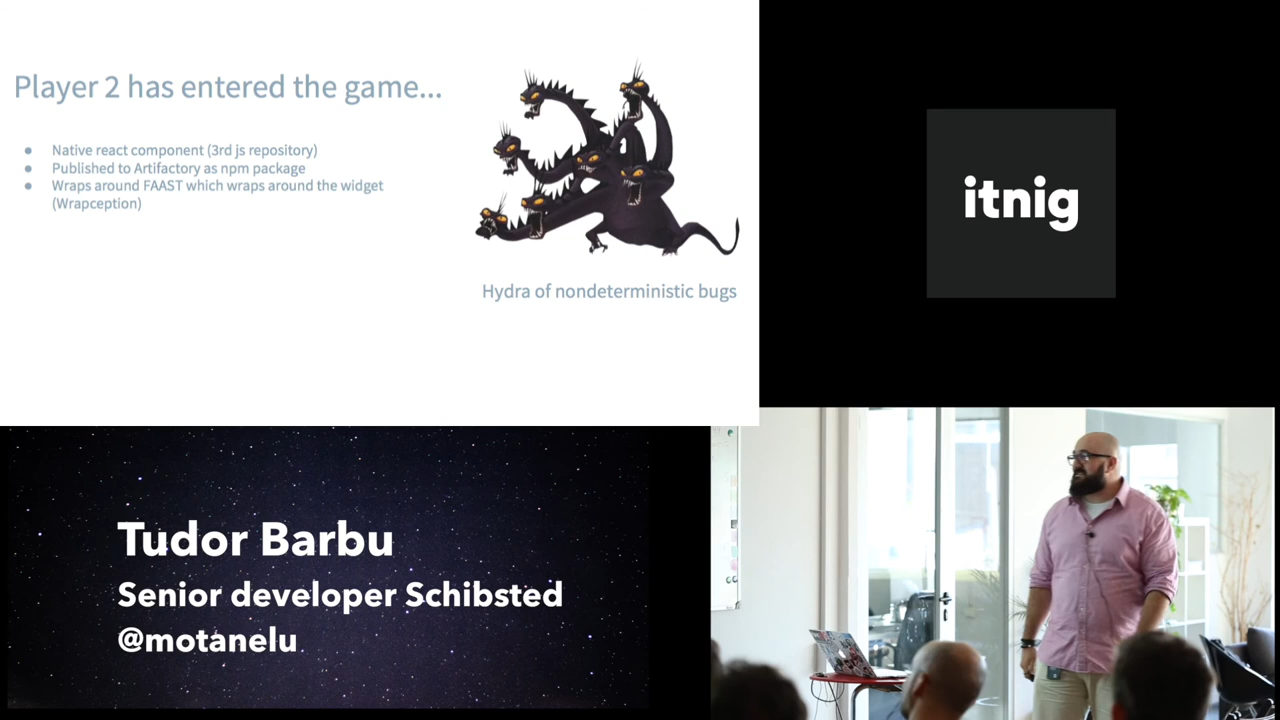 Player 2 has entered the game...
● Native react component (3rd js repository)
● Published to Artifactory as npm package
● Wraps around FAAST which wraps around the widget
(Wrapception)
Hydra of nondeterministic bugs
itnig
Tudor Barbu
Senior developer Schibsted
@motanelu